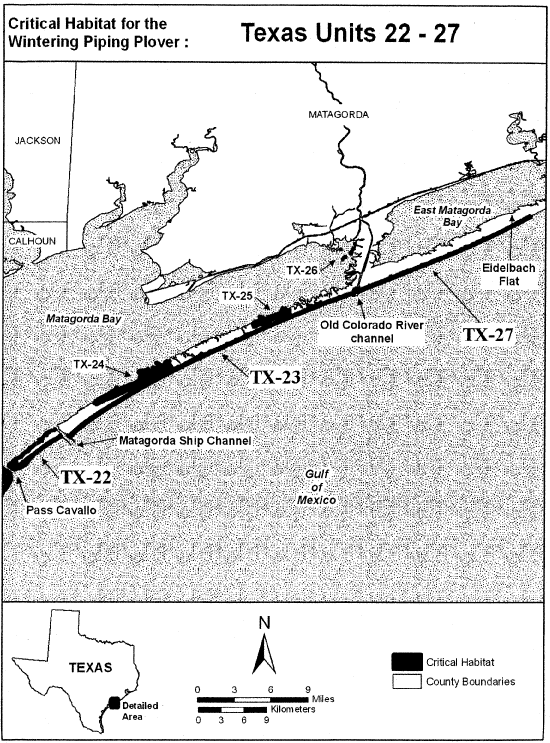 Critical Habitat for the
Wintering Piping Plover :
Texas Units 22 - 27
MATAGORDA
JACKSON
CALHOUN
East Matagorda
Bay
TX-26
Eidelbach
Flat
TX-25
Matagorda Bay
Old Colorado River
channel
TX-27
TX-24
TX-23
Matagorda Ship Channel
TX-22
Gulf
of
Mexico
Pass Cavallo
N
TEXAS
Detailed
Area
0 3 6 9
Miles
Kilometers
0 3 6 9
Critical Habitat
County Boundaries